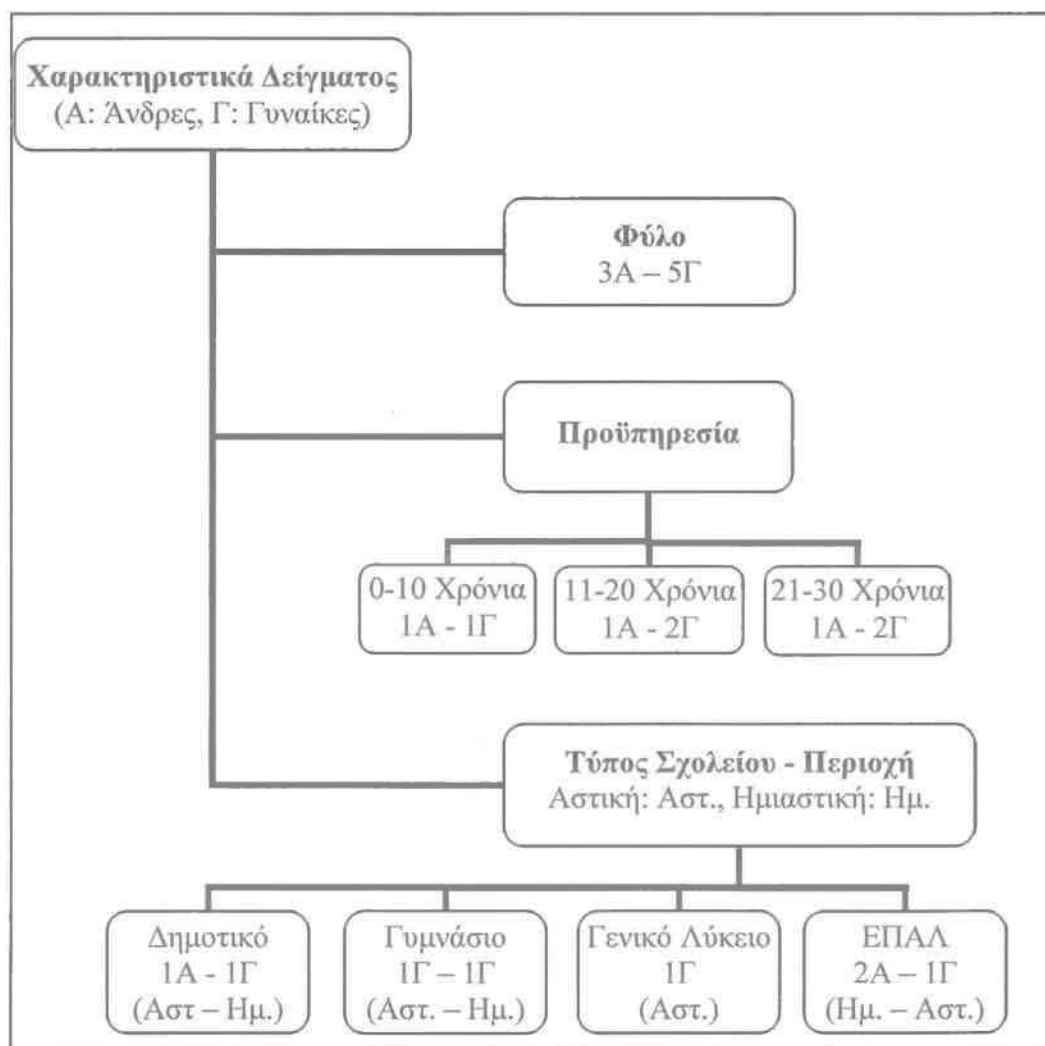 Χαρακτηριστικά Δείγματος
(Α: Άνδρες, Γ: Γυναίκες)
Φύλο
3Α – 5Γ
Προϋπηρεσία
0-10 Χρόνια
1Α - 1Γ
11-20 Χρόνια
1Α - 2Γ
21-30 Χρόνια
1Α - 2Γ
Τύπος Σχολείου - Περιοχή
Αστική: Αστ., Ημιαστική: Ημ.
Δημοτικό
1Α - 1Γ
(Αστ – Ημ.)
Γυμνάσιο
1Γ – 1Γ
(Αστ. – Ημ.)
Γενικό Λύκειο
1Γ
(Αστ.)
ΕΠΑΛ
2Α – 1Γ
(Ημ. – Αστ.)